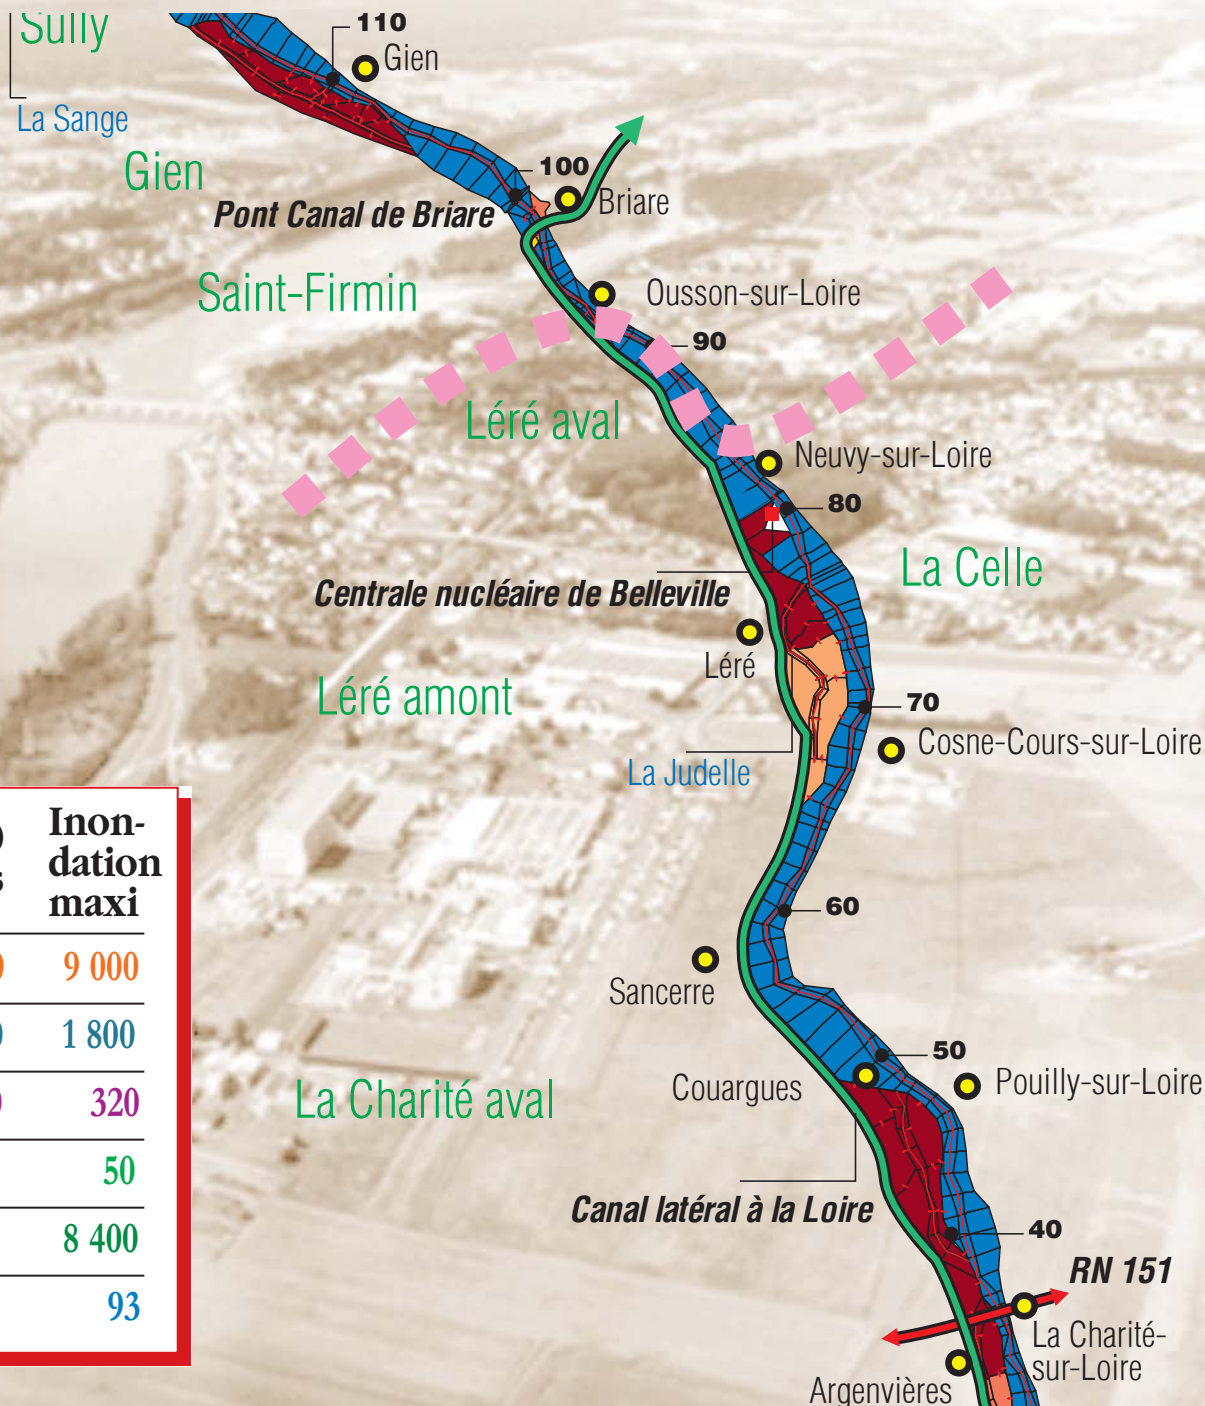 Sully
110
Gien
La Sange
Gien
100
Briare
Pont Canal de Briare
Saint-Firmin
Ousson-sur-Loire
90
Léré aval
Neuvy-sur-Loire
80
La Celle
Centrale nucléaire de Belleville
Léré
Léré amont
70
Cosne-Cours-sur-Loire
La Judelle
Inon-
dation
maxi
9 000
1 800
320
50
8 400
93
60
Sancerre
50
Couargues
Pouilly-sur-Loire
La Charité aval
Canal latéral à la Loire
40
RN 151
La Charité-
sur-Loire
Argenvières